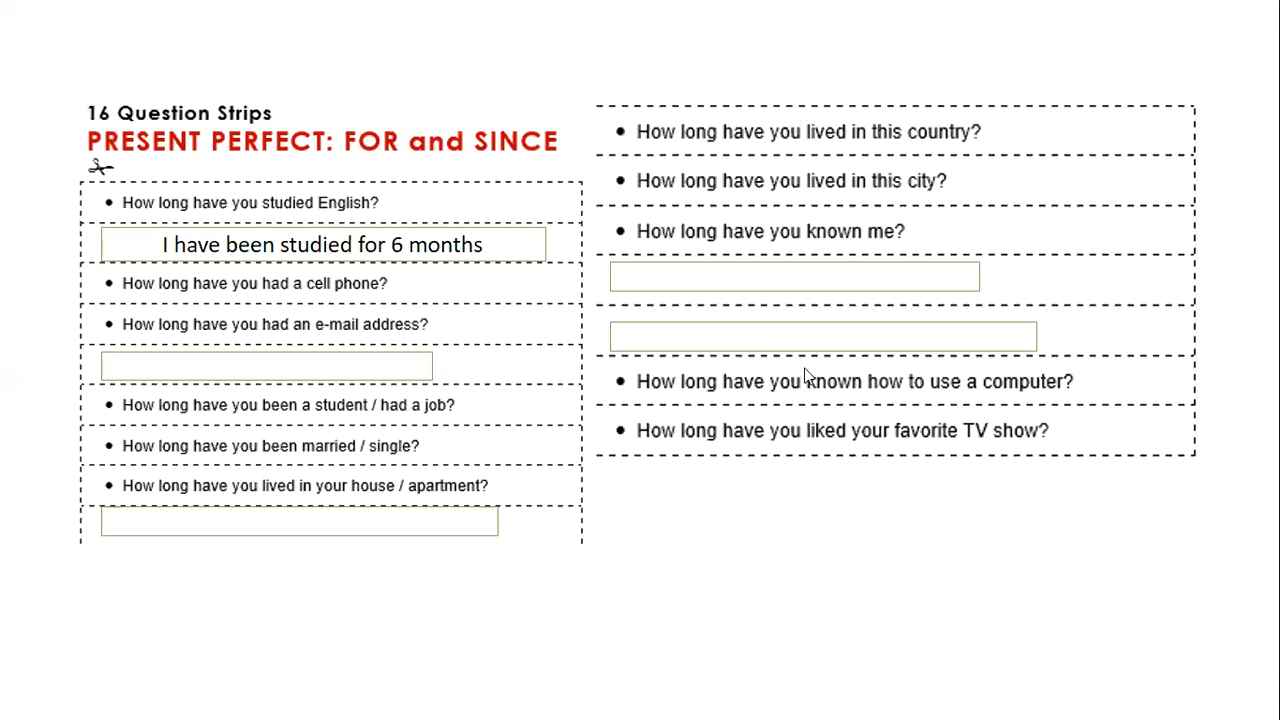 16 Question Strips
PRESENT PERFECT: FOR and SINCE
• How long have you studied English?
I have been studied for 6 months
• How long have you had a cell phone?
• How long have you had an e-mail address?
• How long have you been a student / had a job?
• How long have you been married / single?
• How long have you lived in your house / apartment?
• How long have you lived in this country?
• How long have you lived in this city?
• How long have you known me?
• How long have you known how to use a computer?
• How long have you liked your favorite TV show?